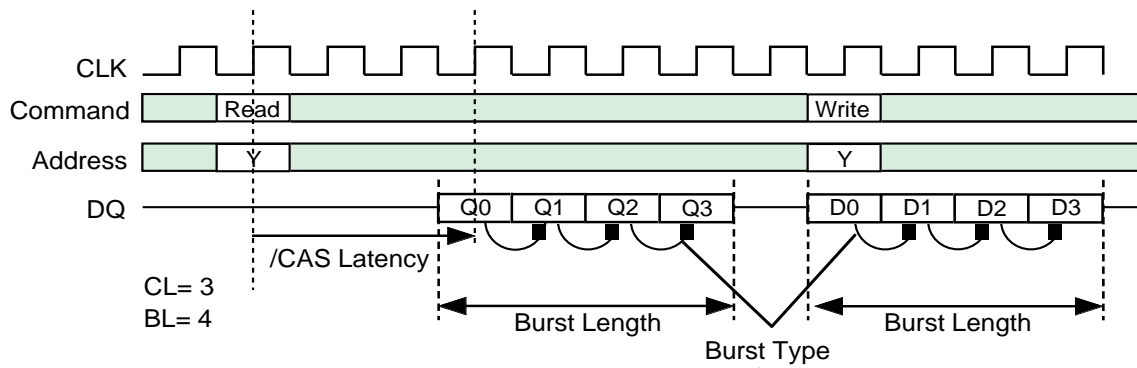 CLK
Command Read Write
Address Y Y
DQ Q0 Q1 Q2 Q3 D0 D1 D2 D3
/CAS Latency
CL= 3
BL= 4
Burst Length Burst Length
Burst Type